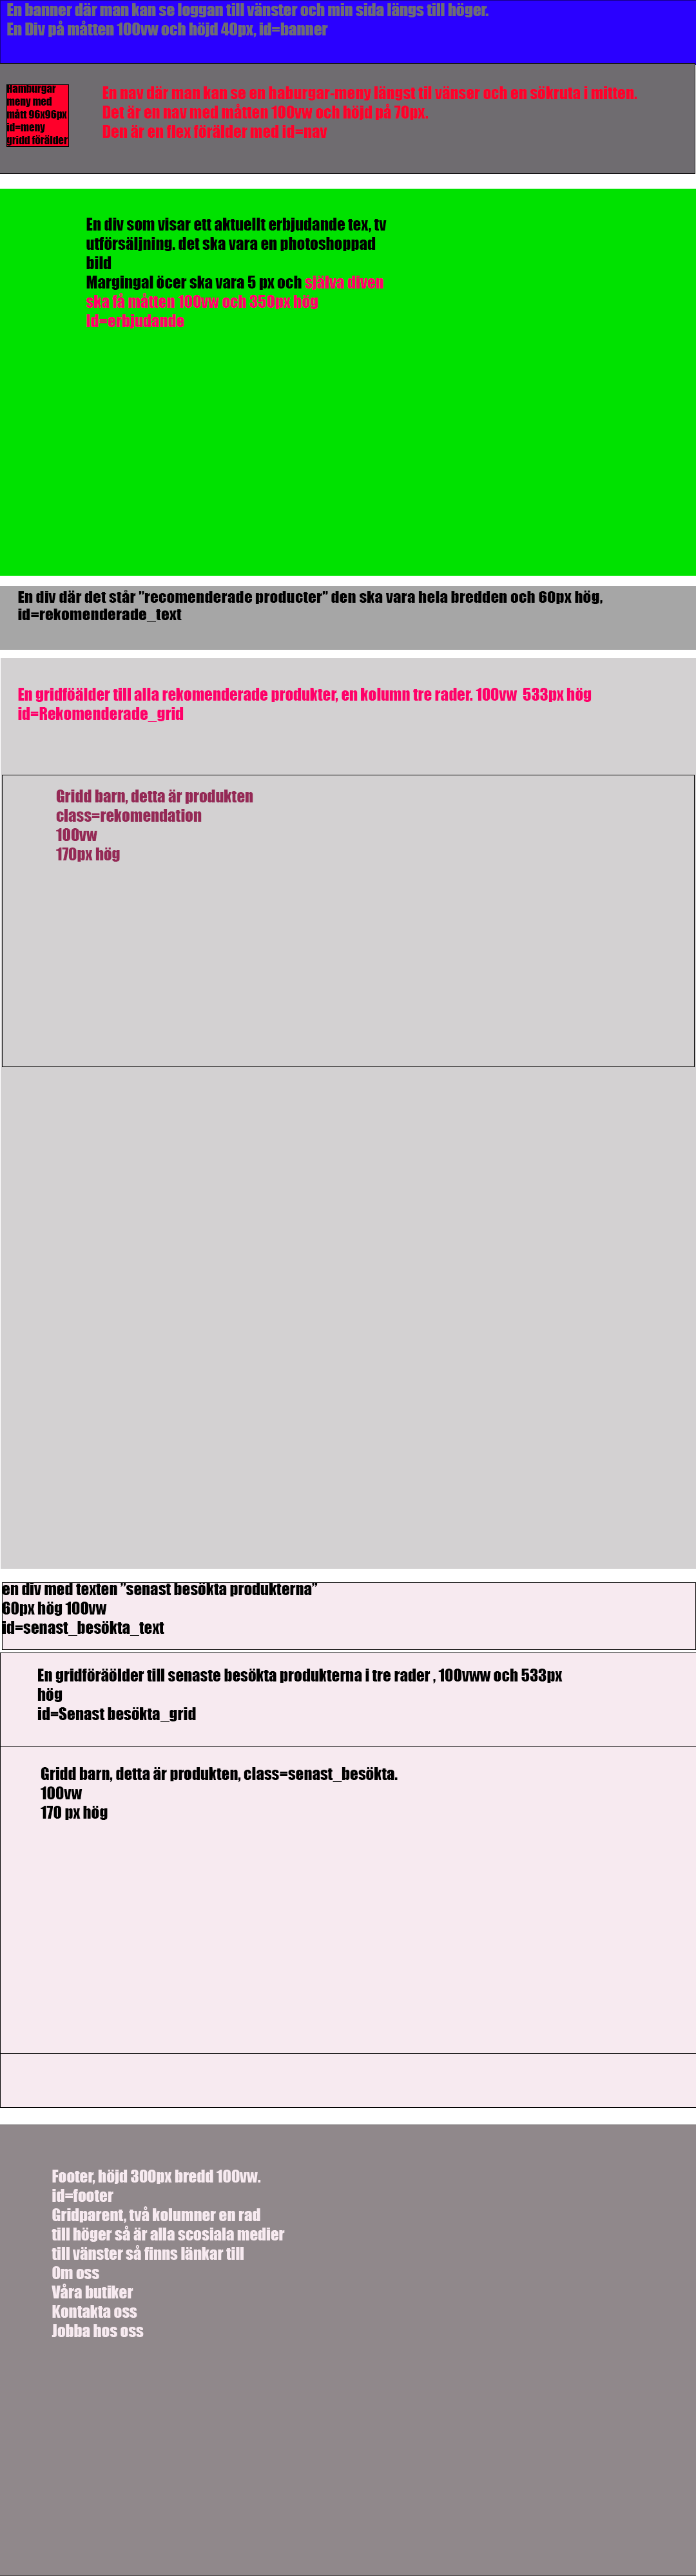 En banner där man kan se loggan till vänster och min sida längs till höger.
En Div på måtten 100vw och höjd 40px, id=banner
Hamburgar
meny med
mått 96x96px
id=meny
gridd förälder
En nav där man kan se en haburgar-meny längst til vänser och en sökruta i mitten.
Det är en nav med måtten 100vw och höjd på 70px.
Den är en flex förälder med id=nav
En div som visar ett aktuellt erbjudande tex, tv
utförsäljning. det ska vara en photoshoppad
bild
Margingal öcer ska vara 5 px och själva diven
ska få måtten 100vw och 350px hög
id=erbjudande
En div där det står ”recomenderade producter” den ska vara hela bredden och 60px hög,
id=rekomenderade_text
En gridföälder till alla rekomenderade produkter, en kolumn tre rader. 100vw  533px hög
id=Rekomenderade_grid
Gridd barn, detta är produkten
class=rekomendation
100vw
170px hög
en div med texten ”senast besökta produkterna”
60px hög 100vw
id=senast_besökta_text
En gridföräölder till senaste besökta produkterna i tre rader , 100vww och 533px
hög
id=Senast besökta_grid
Gridd barn, detta är produkten, class=senast_besökta.
100vw
170 px hög
Footer, höjd 300px bredd 100vw.
id=footer
Gridparent, två kolumner en rad
till höger så är alla scosiala medier
till vänster så finns länkar till
Om oss
Våra butiker
Kontakta oss
Jobba hos oss